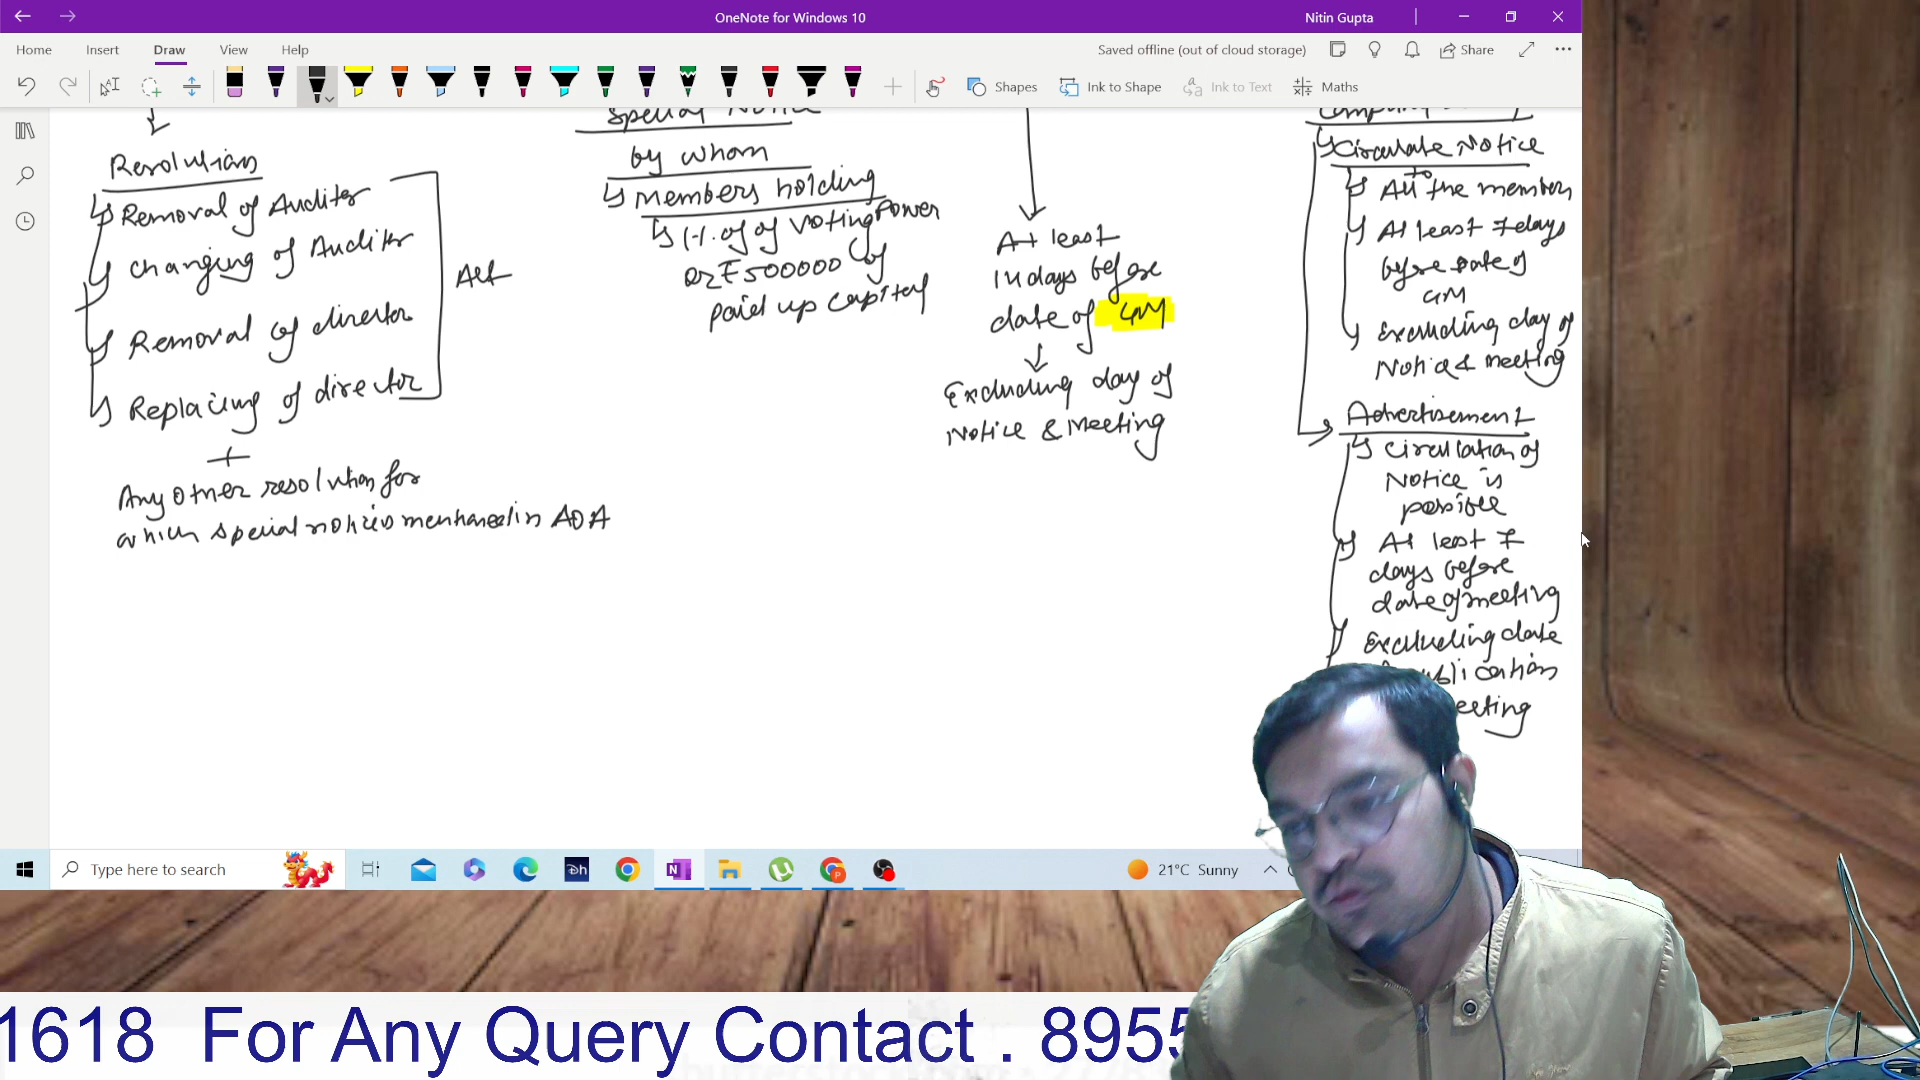 OneNote for Windows 10
Nitin Gupta
Home Insert Draw View Help
Saved offline (out of cloud storage)
Share
Shapes
Ink to Shape
Ink to Text
Maths
Resolutions
Removal of Auditor
changing of Auditor
Removal of director
Replacing of director
Act
+
Any other resolution for
which special notice is mentioned in AOA
Special Notice
by whom
members holding
1% of of voting Power
or ₹500000 of
paid up capital
At least
14 days before
date of GM
Excluding day of
Notice & Meeting
Company
Circulate Notice
to
All the members
At least 7 days
before date of
GM
Excluding day of
Notice & meeting
Advertisement
circulation of
Notice is
possible
At least 7
days before
date of meeting
Excluding date
eeting
Type here to search
21°C Sunny
1618 For Any Query Contact . 895